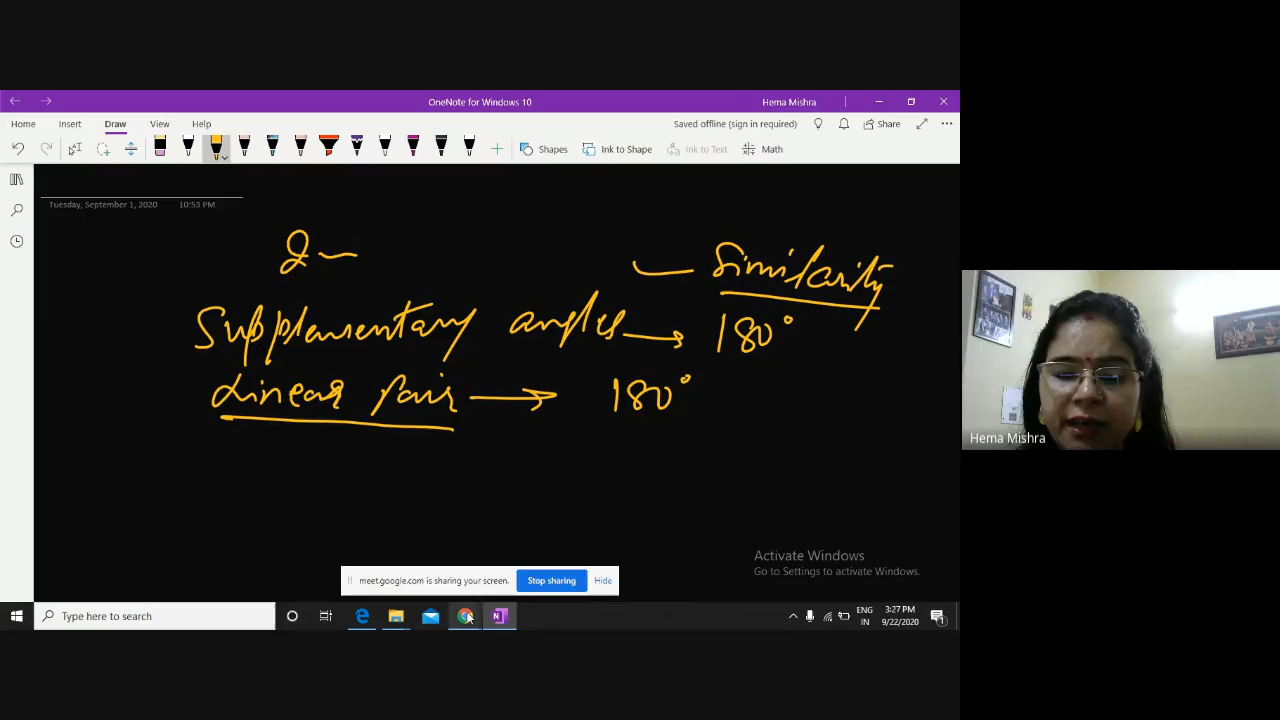 OneNote for Windows 10
Hema Mishra
Home Insert Draw View Help
Saved offline (sign in required) Share
Shapes Ink to Shape Ink to Text Math
Tuesday, September 1, 2020 10:53 PM
Similarity
Supplementary angles → 180°
Linear Pair → 180°
Hema Mishra
Activate Windows
Go to Settings to activate Windows.
meet.google.com is sharing your screen. Stop sharing Hide
Type here to search
ENG 3:27 PM
IN 9/22/2020